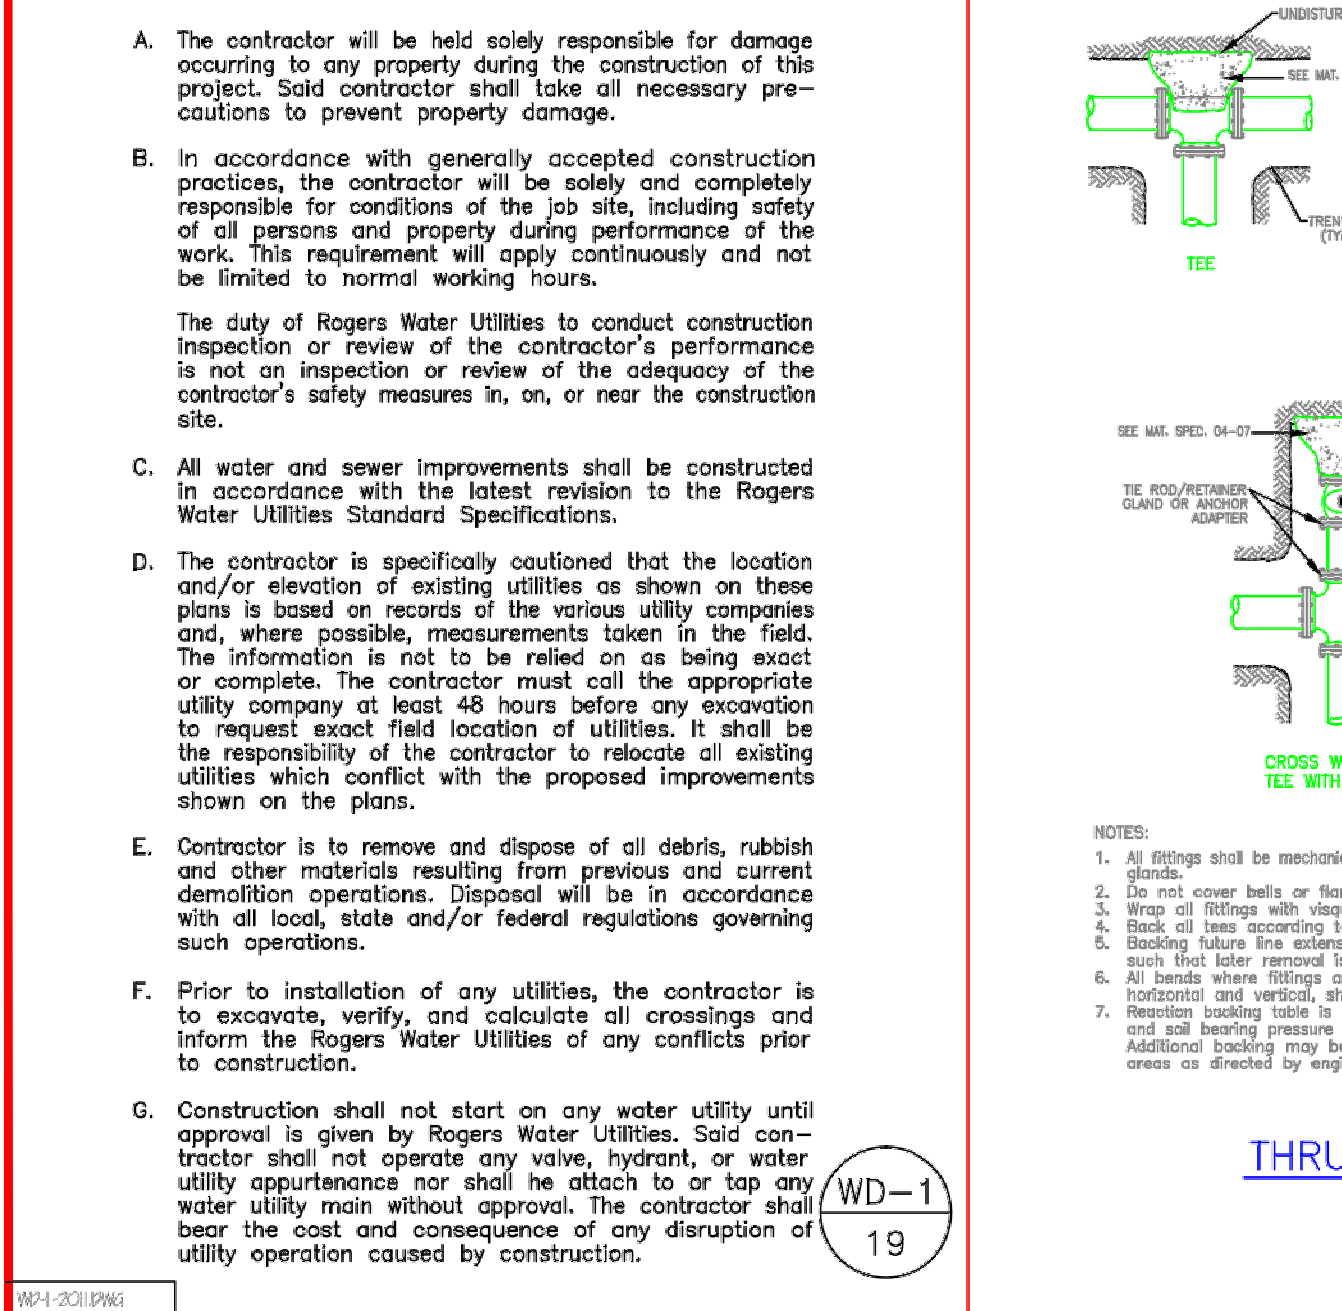 A. The contractor will be held solely responsible for damage
occurring to any property during the construction of this
project. Said contractor shall take all necessary pre-
cautions to prevent property damage.
B. In accordance with generally accepted construction
practices, the contractor will be solely and completely
responsible for conditions of the job site, including safety
of all persons and property during performance of the
work. This requirement will apply continuously and not
be limited to normal working hours.
The duty of Rogers Water Utilities to conduct construction
inspection or review of the contractor's performance
is not an inspection or review of the adequacy of the
contractor's safety measures in, on, or near the construction
site.
C. All water and sewer improvements shall be constructed
in accordance with the latest revision to the Rogers
Water Utilities Standard Specifications.
D. The contractor is specifically cautioned that the location
and/or elevation of existing utilities as shown on these
plans is based on records of the various utility companies
and, where possible, measurements taken in the field.
The information is not to be relied on as being exact
or complete. The contractor must call the appropriate
utility company at least 48 hours before any excavation
to request exact field location of utilities. It shall be
the responsibility of the contractor to relocate all existing
utilities which conflict with the proposed improvements
shown on the plans.
E. Contractor is to remove and dispose of all debris, rubbish
and other materials resulting from previous and current
demolition operations. Disposal will be in accordance
with all local, state and/or federal regulations governing
such operations.
F. Prior to installation of any utilities, the contractor is
to excavate, verify, and calculate all crossings and
inform the Rogers Water Utilities of any conflicts prior
to construction.
G. Construction shall not start on any water utility until
approval is given by Rogers Water Utilities. Said con-
tractor shall not operate any valve, hydrant, or water
utility appurtenance nor shall he attach to or tap any
water utility main without approval. The contractor shall
bear the cost and consequence of any disruption of
utility operation caused by construction.
WD-1
19
WD-1-2011.DWG
UNDISTUR
SEE MAT.
TREN
(TY
TEE
SEE MAT. SPEC. 04-07
TIE ROD/RETAINER
GLAND OR ANCHOR
ADAPTER
CROSS W
TEE WITH
NOTES:
1. All fittings shall be mechani
glands.
2. Do not cover bells or flan
3. Wrap all fittings with visqu
4. Back all tees according t
5. Backing future line extens
such that later removal is
6. All bends where fittings a
horizontal and vertical, sh
7. Reaction backing table is
and soil bearing pressure
Additional backing may be
areas as directed by engi
THRU